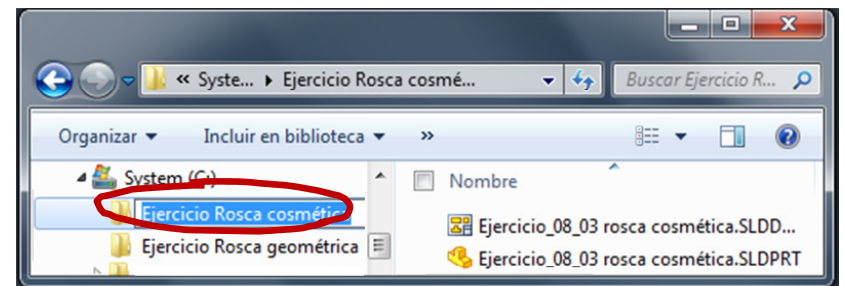 « Syste... ▸ Ejercicio Rosca cosmé...
Buscar Ejercicio R...
Organizar ▼ Incluir en biblioteca ▼ »
System (C:)
Ejercicio Rosca cosmética
Ejercicio Rosca geométrica
Nombre
Ejercicio_08_03 rosca cosmética.SLDD...
Ejercicio_08_03 rosca cosmética.SLDPRT